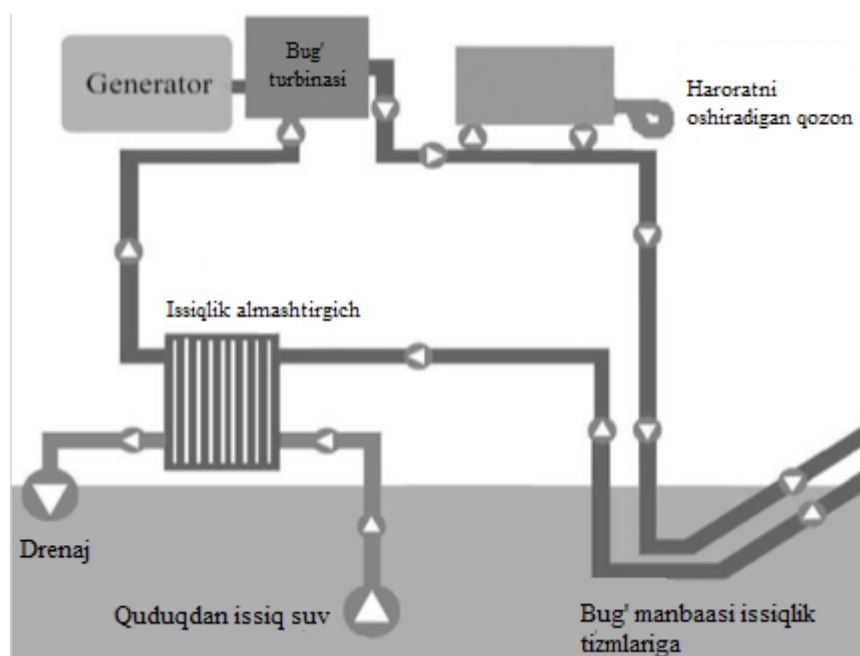 Generator
Bug'
turbinasi
Haroratni
oshiradigan qozon
Issiqlik almashtirgich
Drenaj
Quduqdan issiq suv
Bug' manbaasi issiqlik
tizmlariga